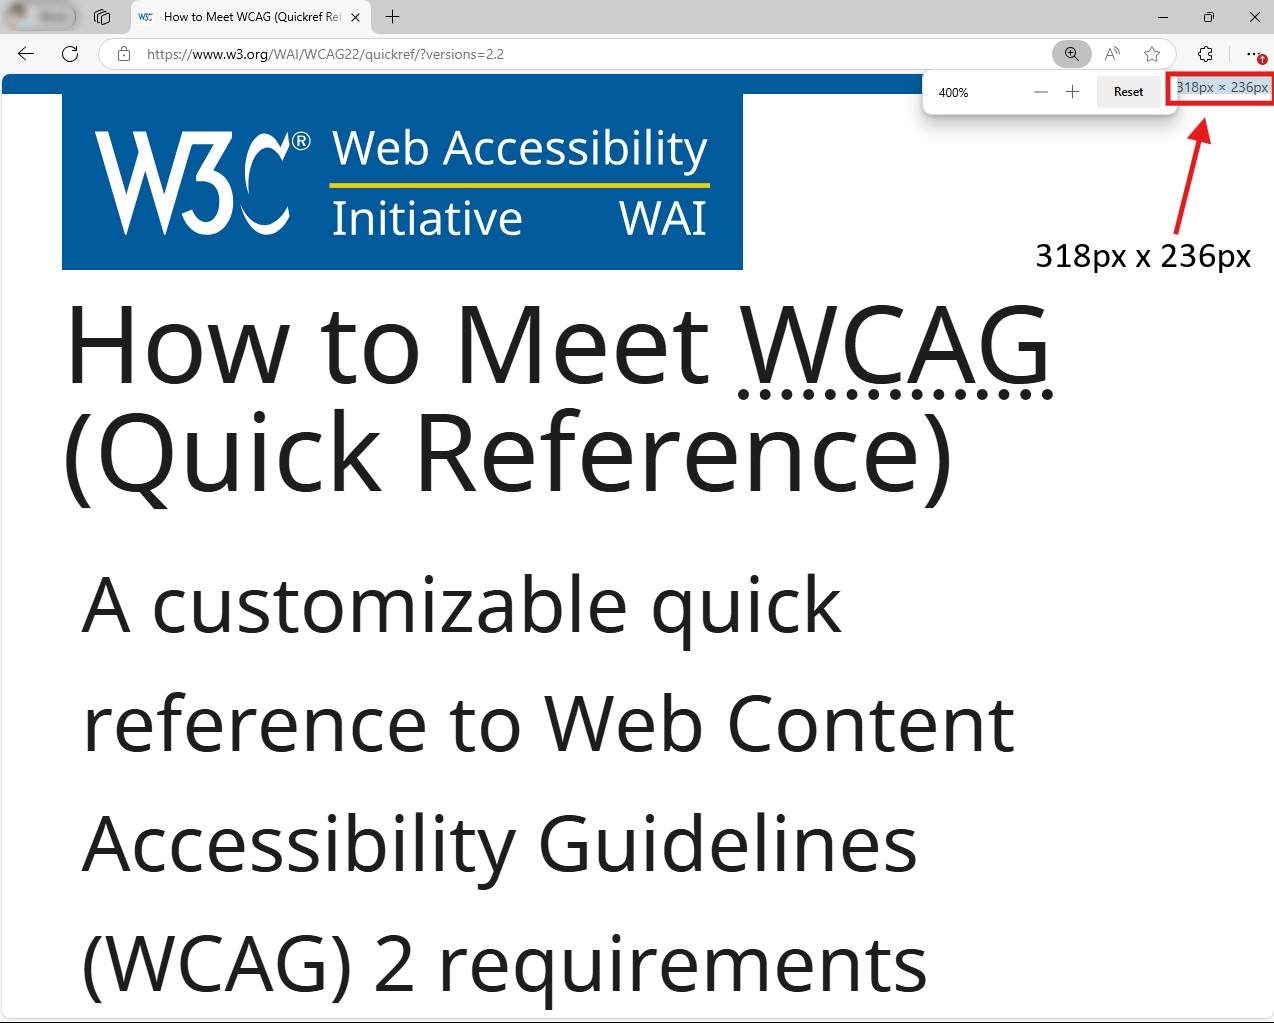 W3C How to Meet WCAG (Quickref Ref
https://www.w3.org/WAI/WCAG22/quickref/?versions=2.2
400%
Reset
318px × 236px
W3C® Web Accessibility
Initiative WAI
318px x 236px
How to Meet WCAG
(Quick Reference)
A customizable quick
reference to Web Content
Accessibility Guidelines
(WCAG) 2 requirements